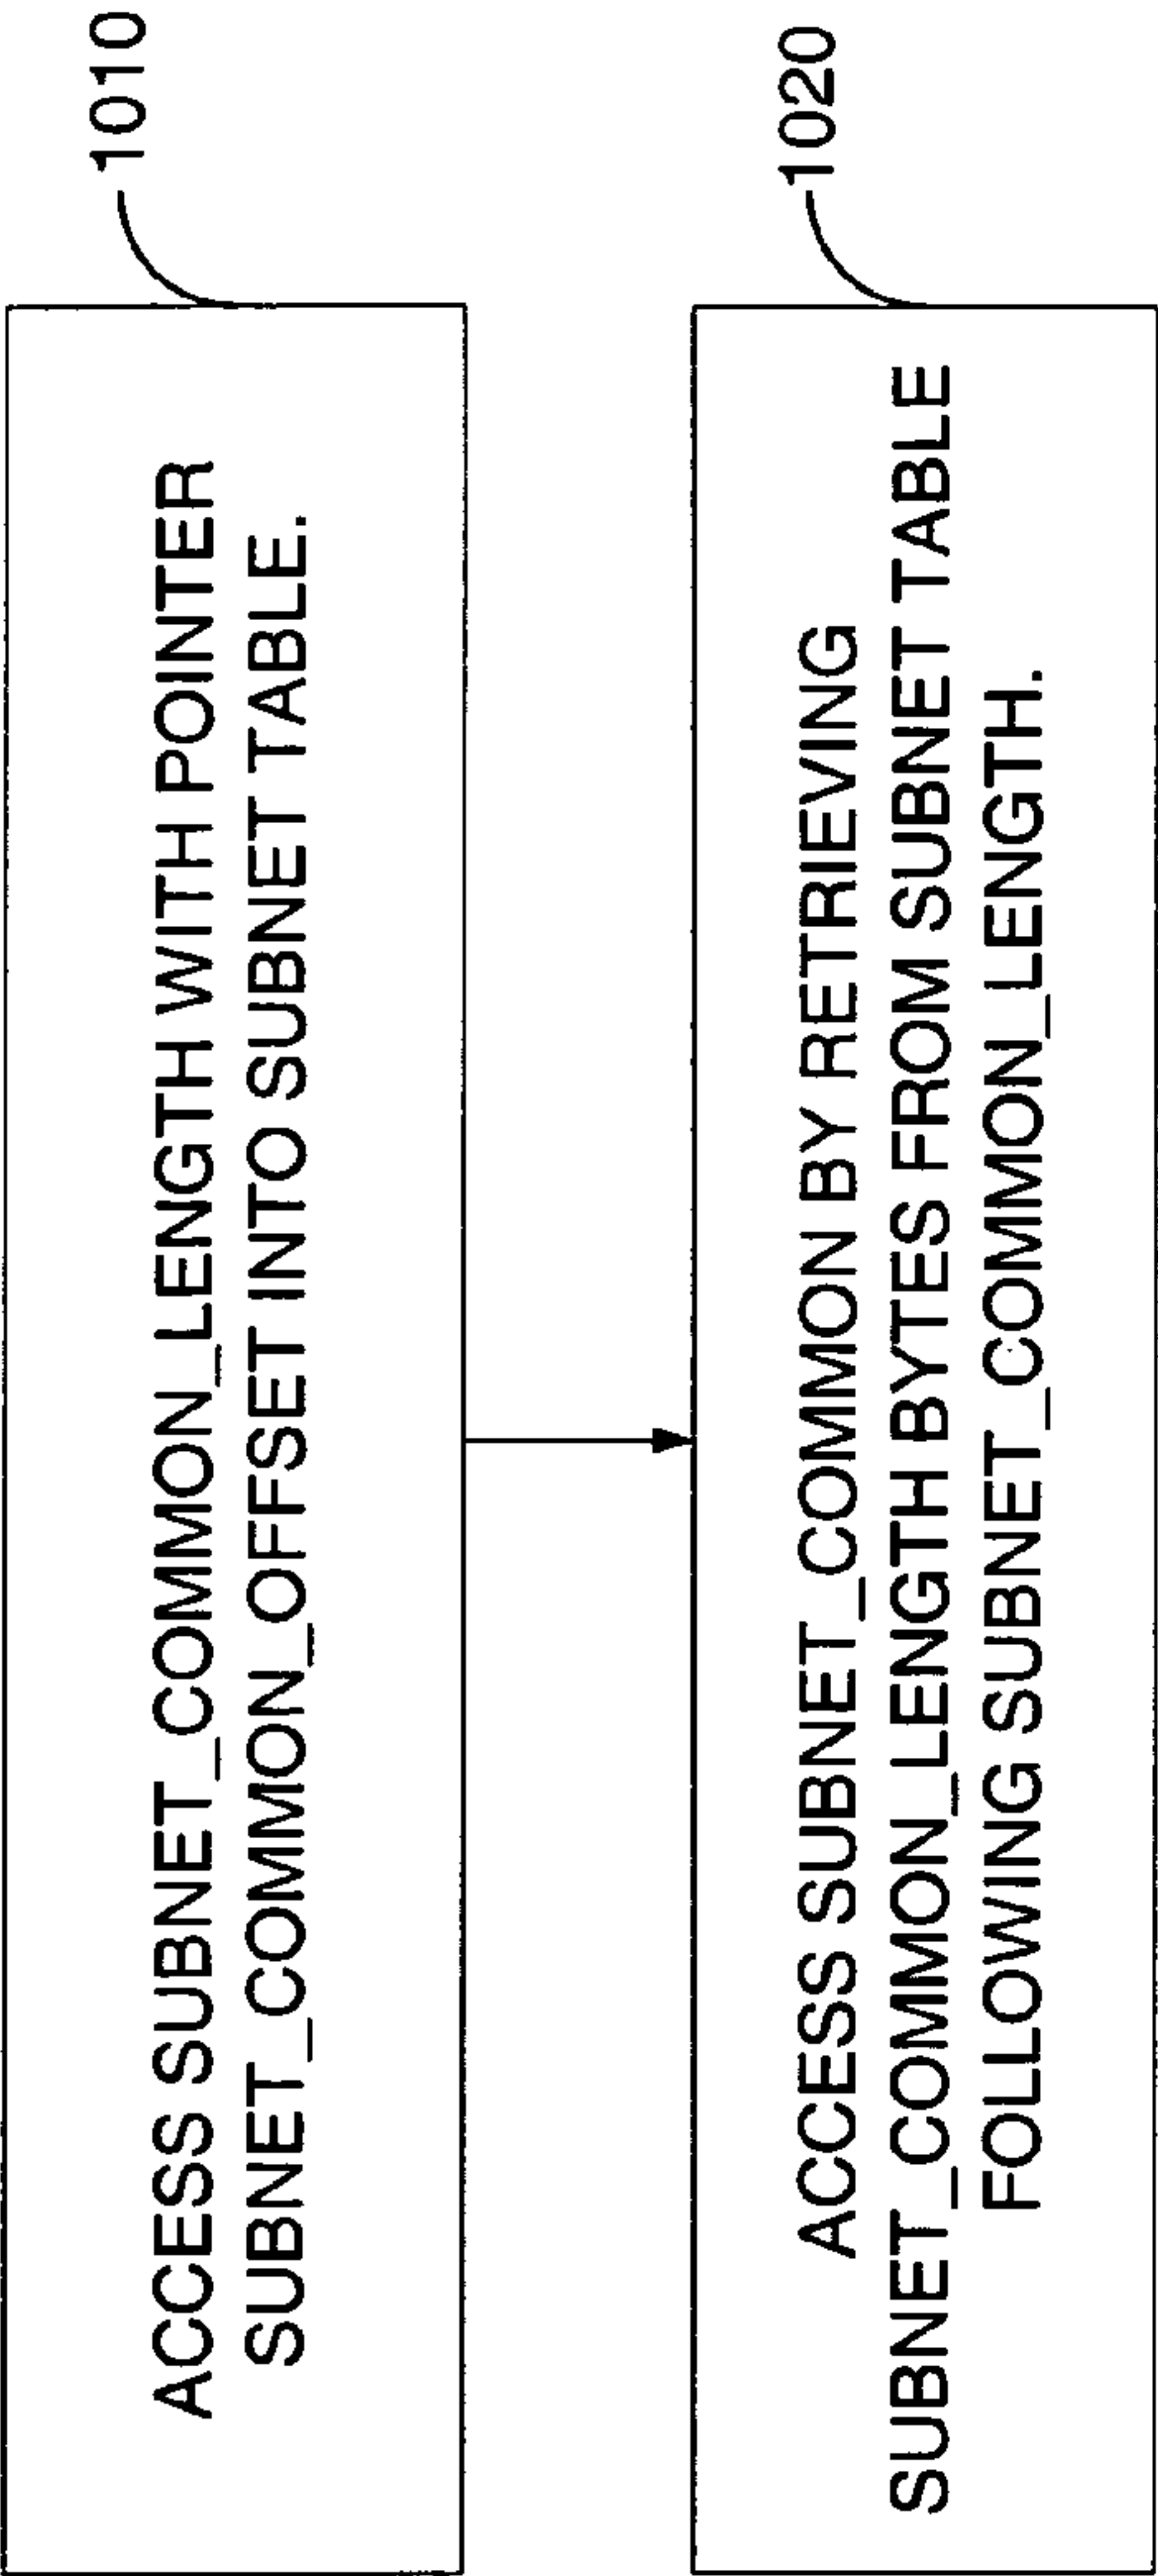 1010
ACCESS SUBNET_COMMON_LENGTH WITH POINTER
SUBNET_COMMON_OFFSET INTO SUBNET TABLE.
1020
ACCESS SUBNET_COMMON BY RETRIEVING
SUBNET_COMMON_LENGTH BYTES FROM SUBNET TABLE
FOLLOWING SUBNET_COMMON_LENGTH.